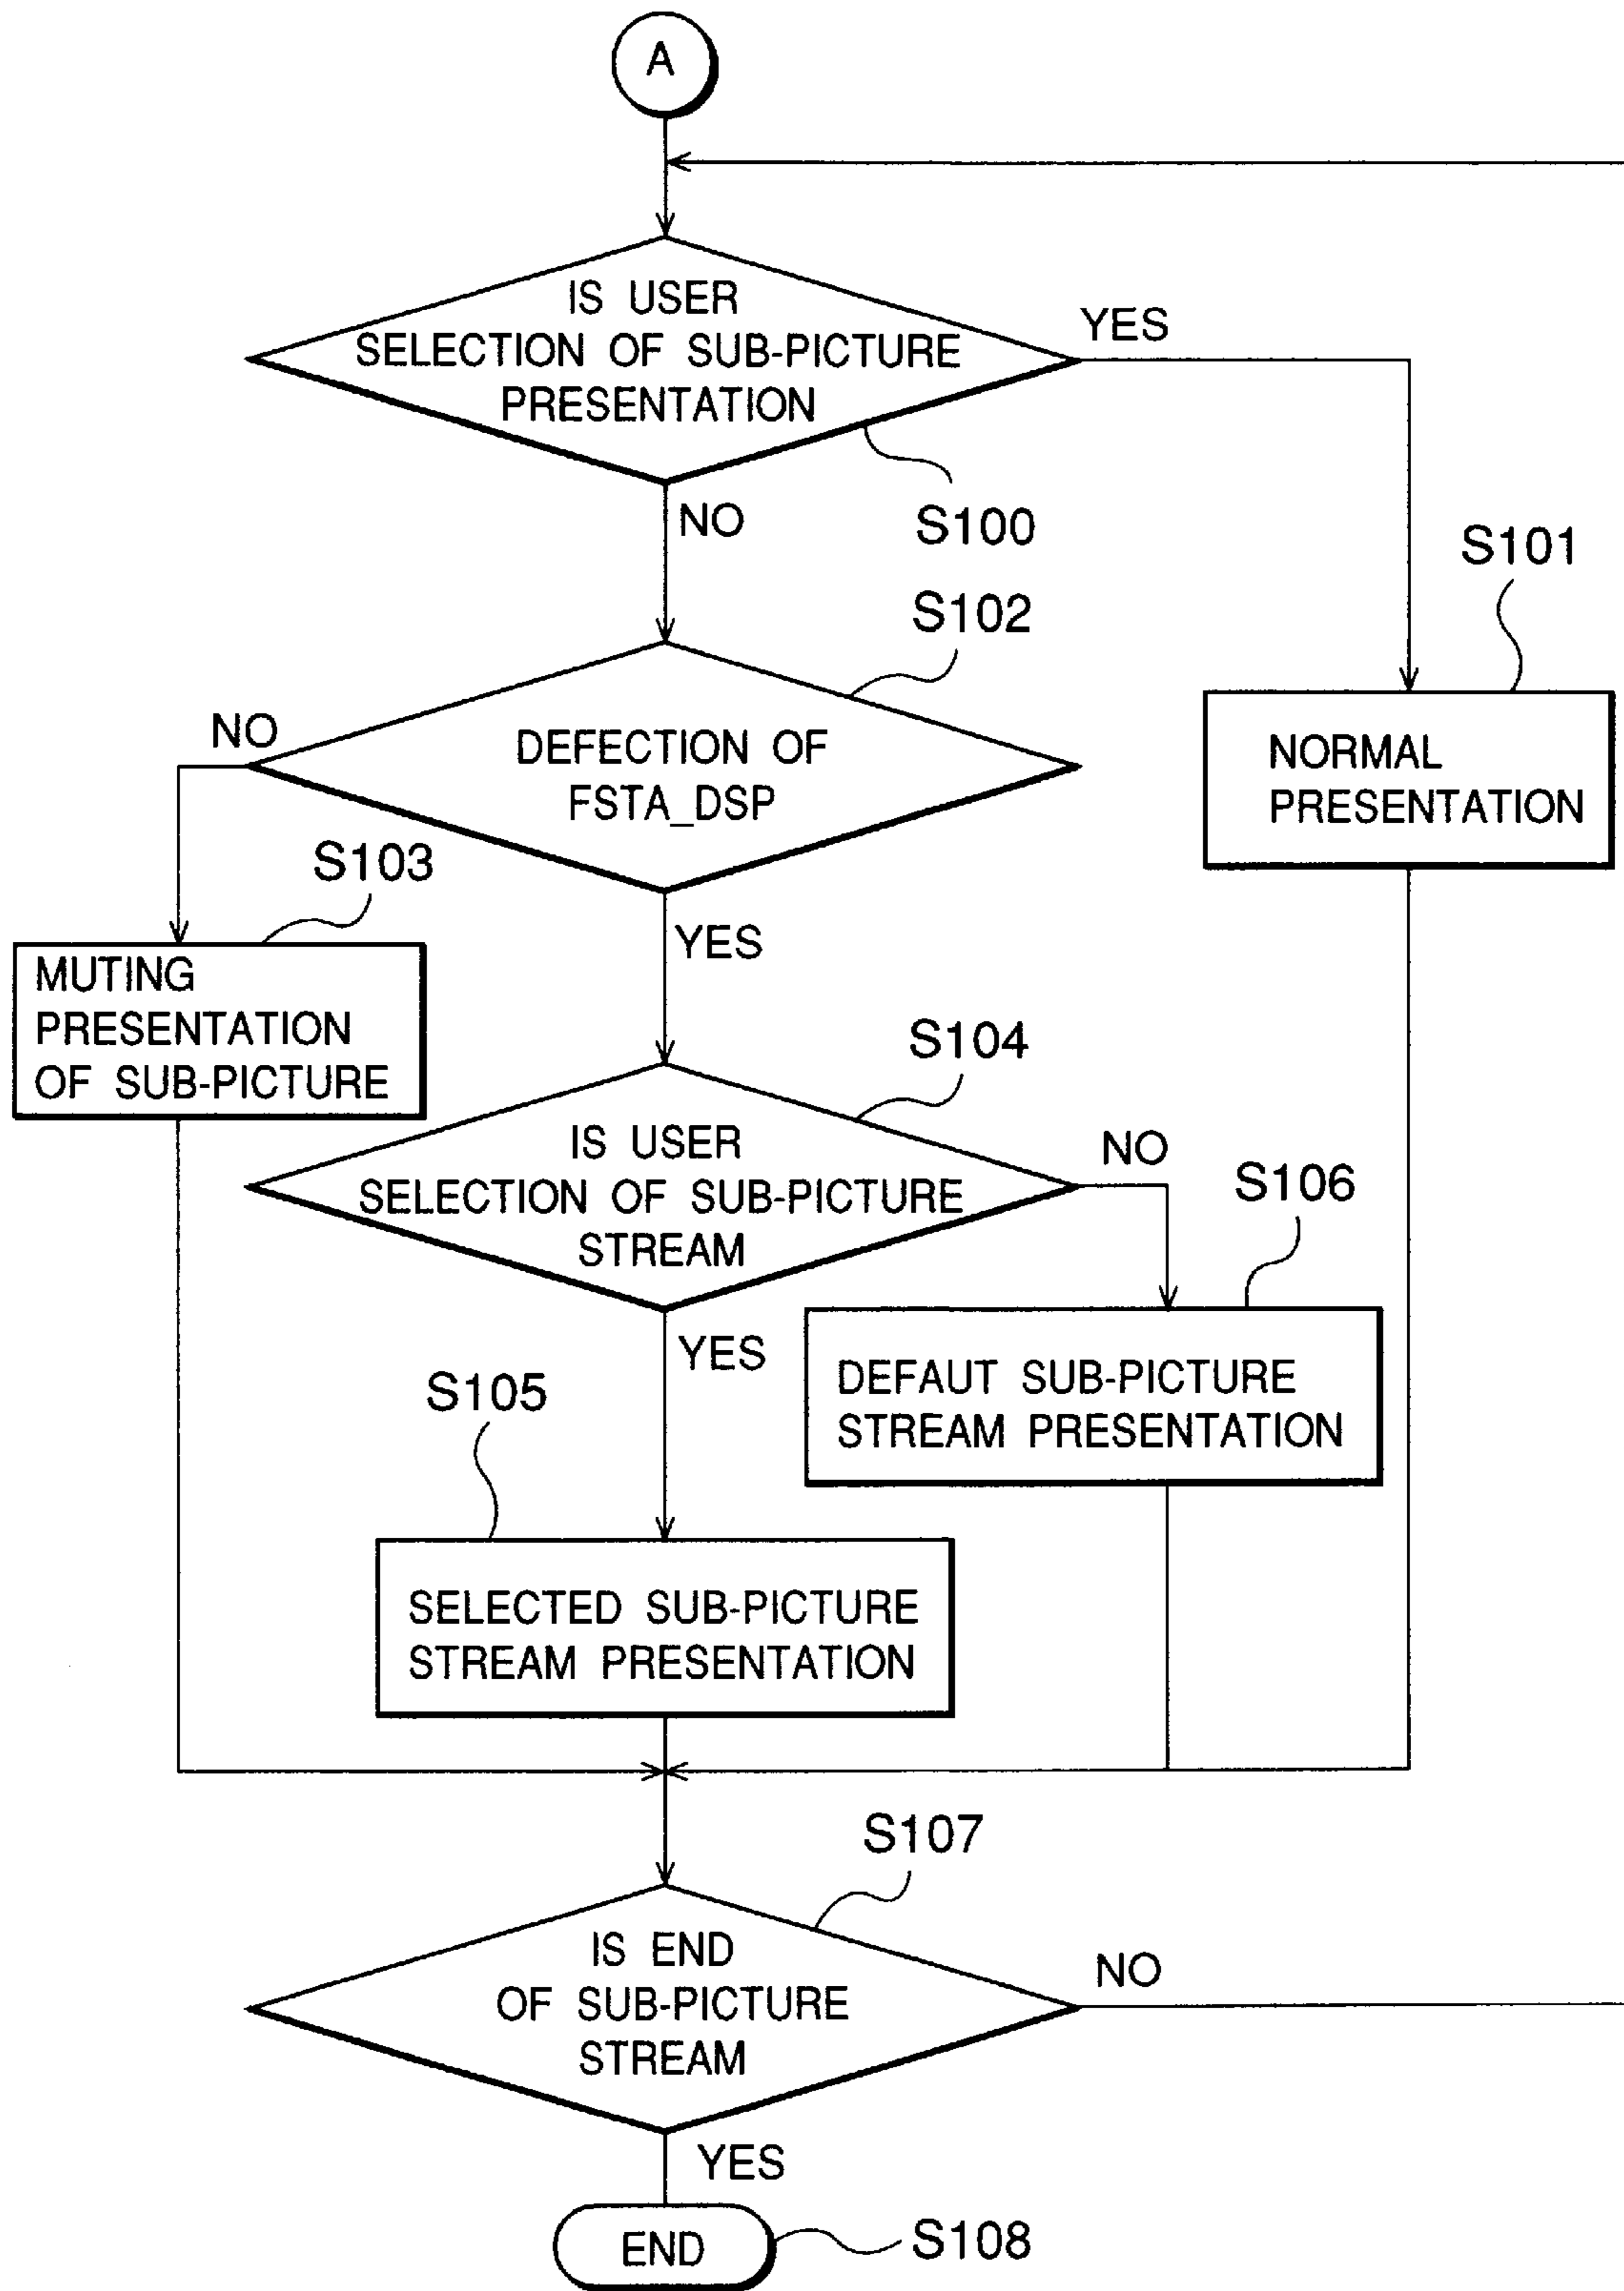 A
IS USER
SELECTION OF SUB-PICTURE
PRESENTATION
YES
NO
S100
S101
NORMAL
PRESENTATION
S102
NO
DEFECTION OF
FSTA_DSP
YES
S103
MUTING
PRESENTATION
OF SUB-PICTURE
S104
IS USER
SELECTION OF SUB-PICTURE
STREAM
NO
YES
S106
DEFAUT SUB-PICTURE
STREAM PRESENTATION
S105
SELECTED SUB-PICTURE
STREAM PRESENTATION
S107
IS END
OF SUB-PICTURE
STREAM
NO
YES
END
S108